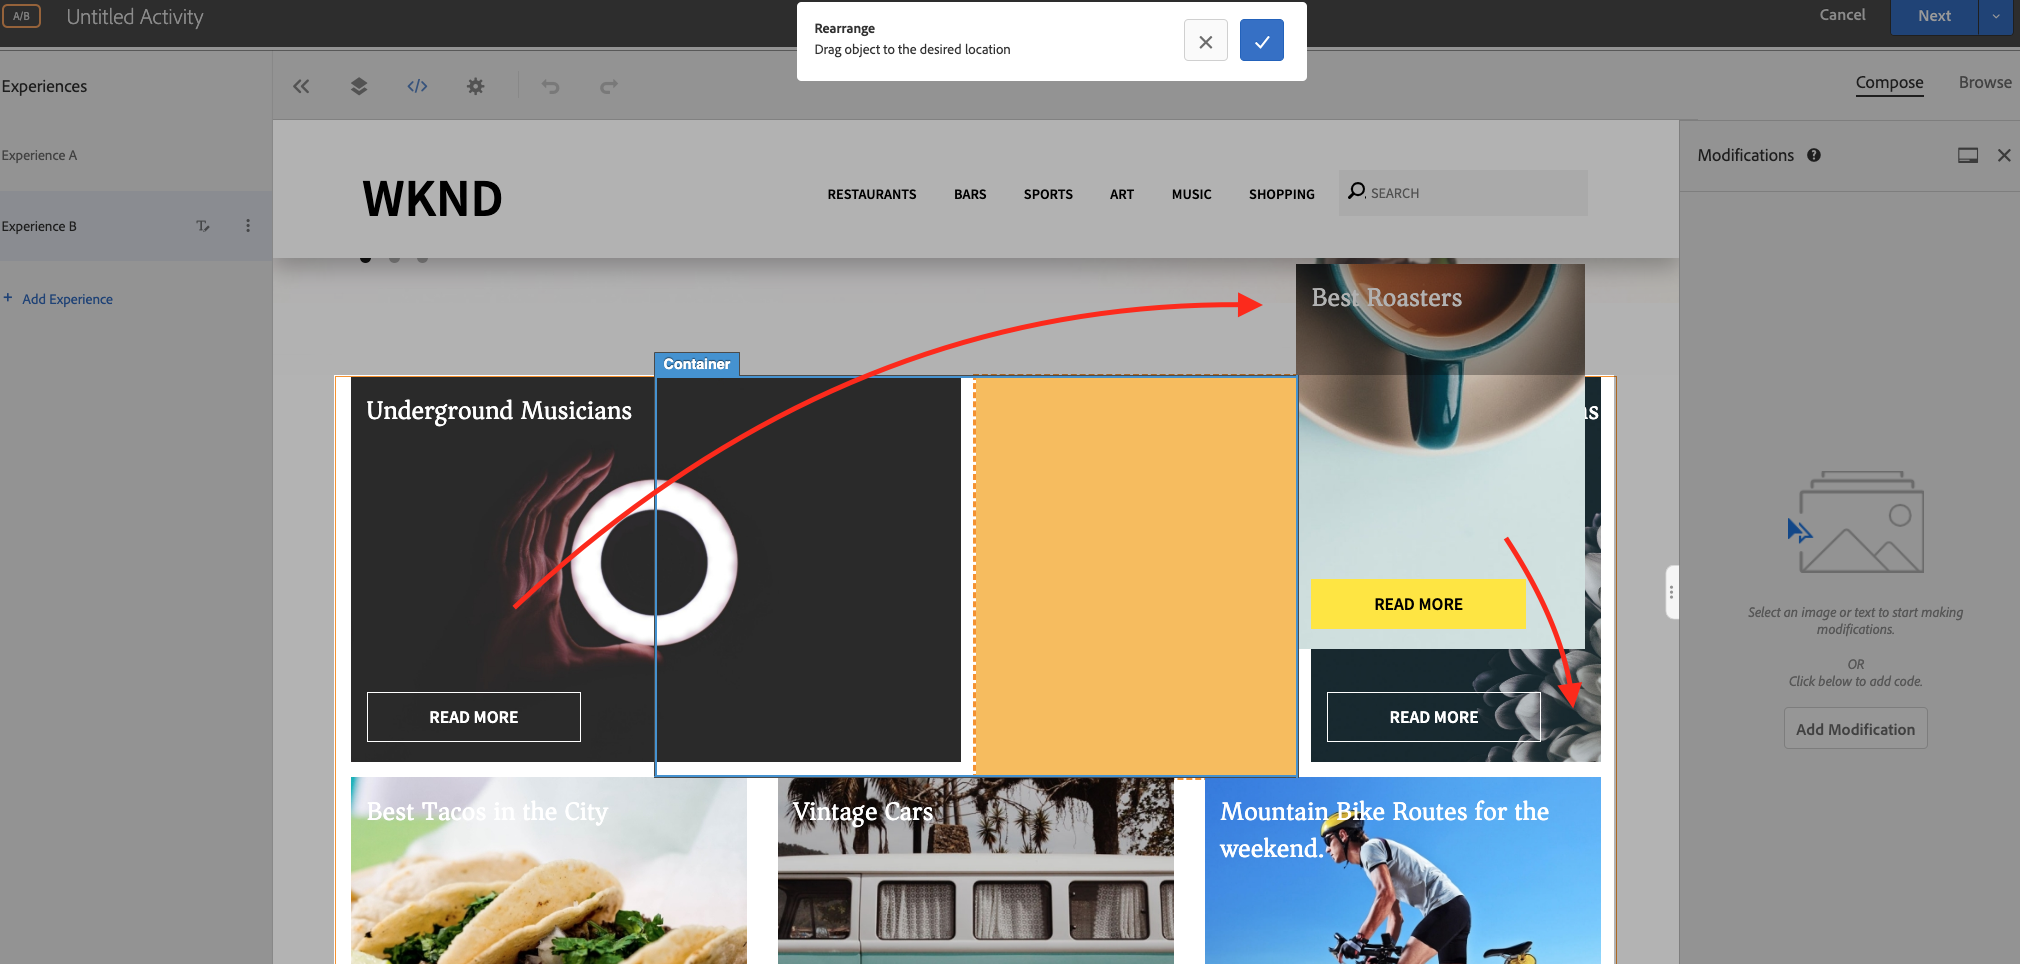 A/B
Untitled Activity
Rearrange
Drag object to the desired location
Cancel
Next
Experiences
</>
Compose
Browse
Experience A
Experience B
+ Add Experience
WKND
RESTAURANTS
BARS
SPORTS
ART
MUSIC
SHOPPING
SEARCH
Modifications
Best Roasters
Container
Underground Musicians
READ MORE
READ MORE
READ MORE
Select an image or text to start making
modifications.
OR
Click below to add code.
Add Modification
Best Tacos in the City
Vintage Cars
Mountain Bike Routes for the
weekend.